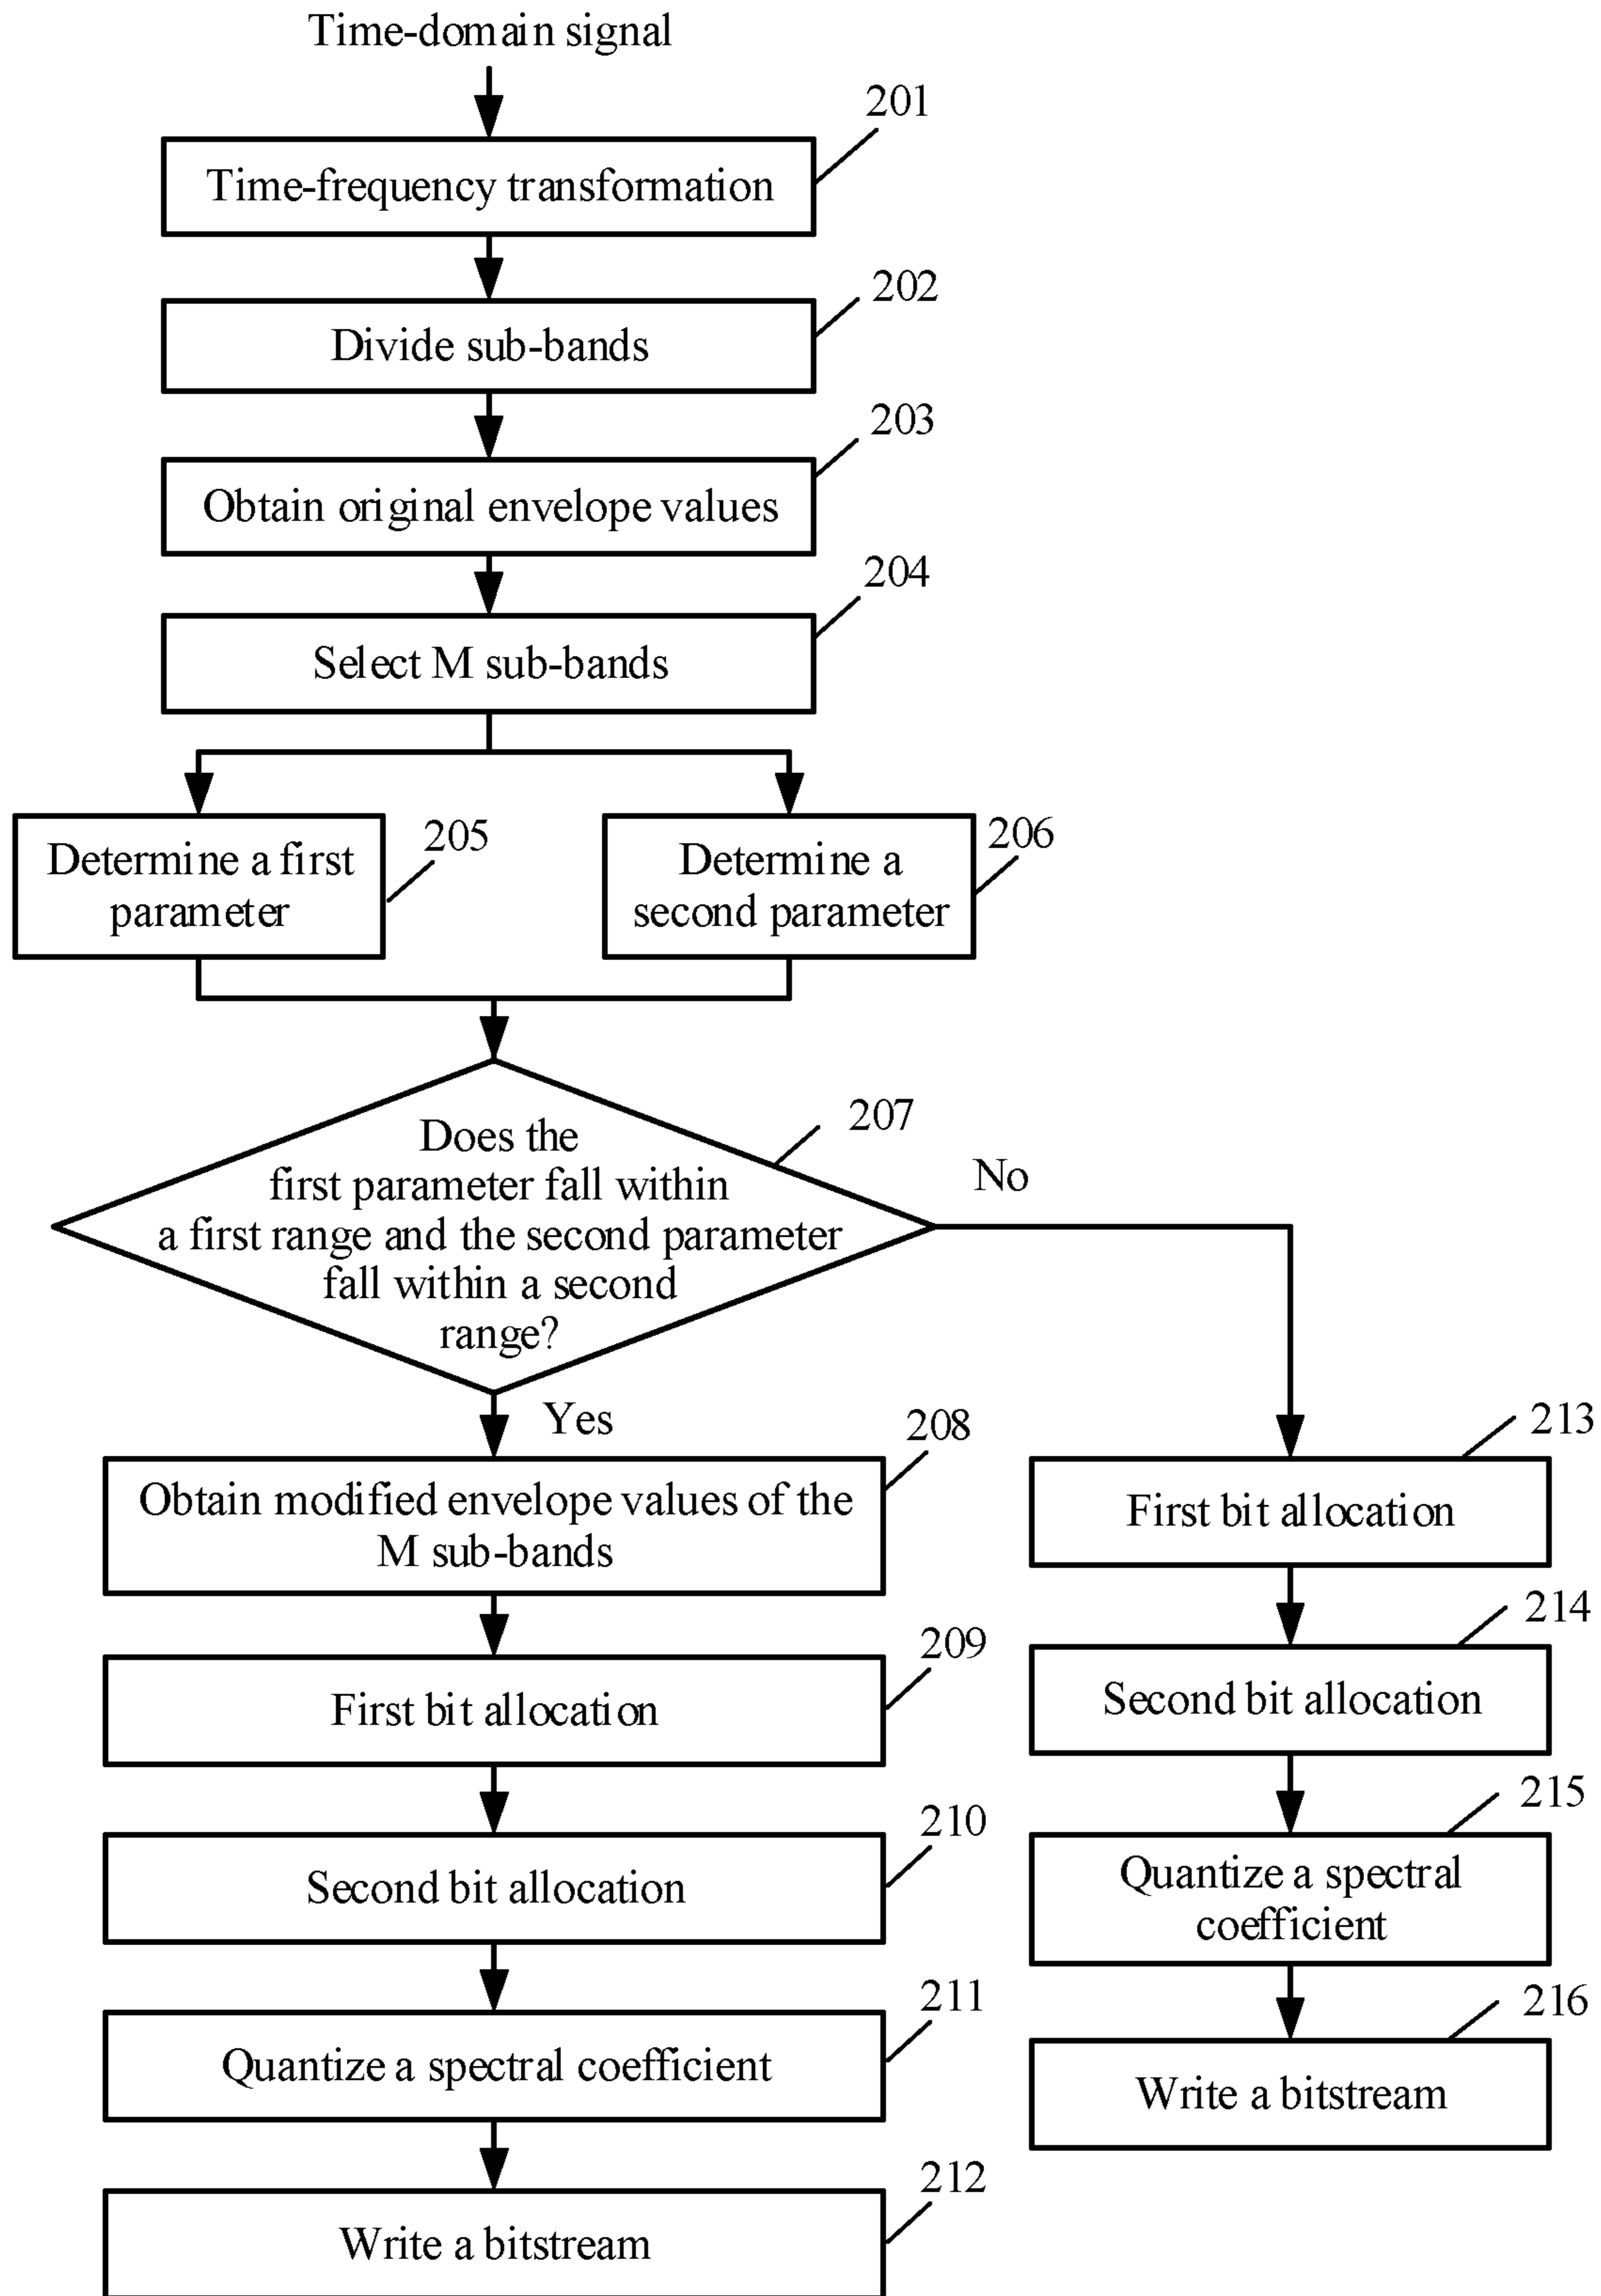 Time-domain signal
201
Time-frequency transformation
202
Divide sub-bands
203
Obtain original envelope values
204
Select M sub-bands
205
Determine a first
parameter
206
Determine a
second parameter
207
Does the
first parameter fall within
a first range and the second parameter
fall within a second
range?
No
Yes
208
Obtain modified envelope values of the
M sub-bands
209
First bit allocation
210
Second bit allocation
211
Quantize a spectral coefficient
212
Write a bitstream
213
First bit allocation
214
Second bit allocation
215
Quantize a spectral
coefficient
216
Write a bitstream